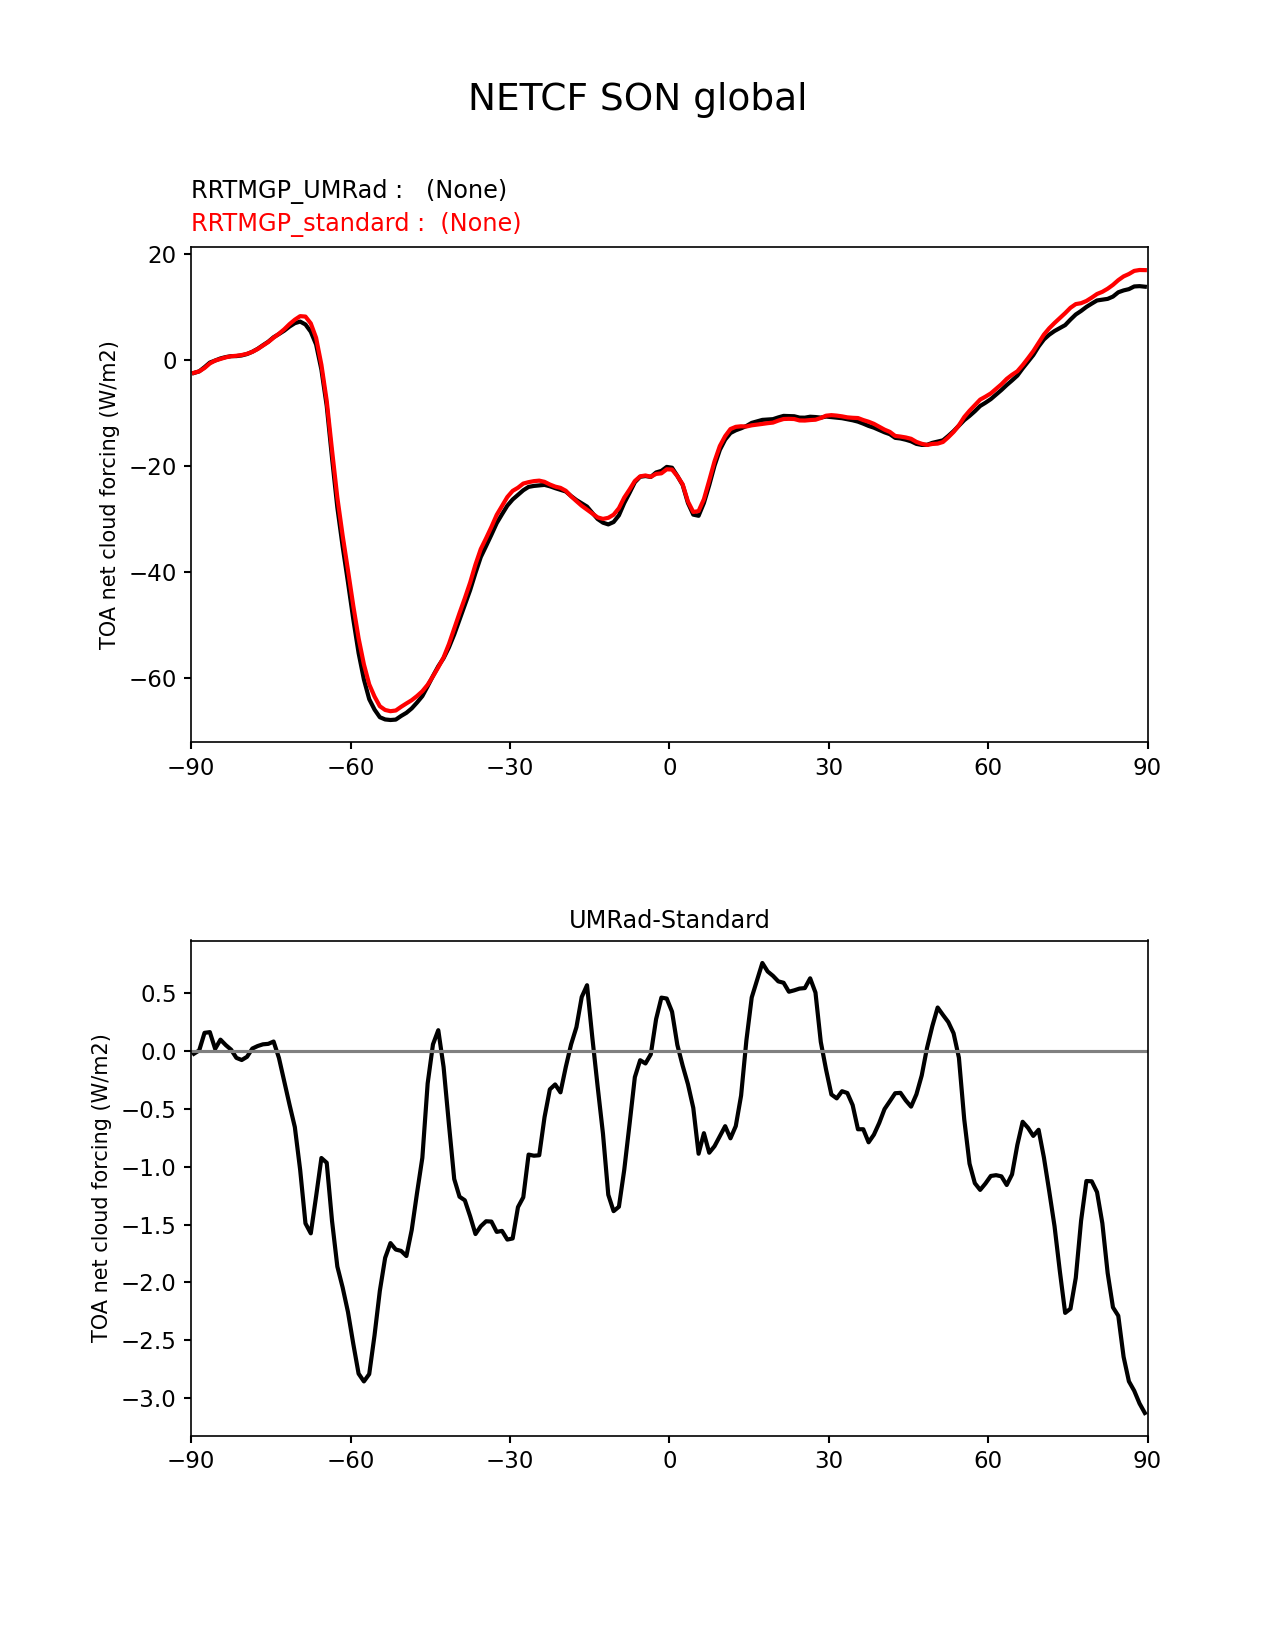 NETCF SON global
RRTMGP_UMRad :   (None)
RRTMGP_standard :  (None)
TOA net cloud forcing (W/m2)
20
0
−20
−40
−60
−90 −60 −30 0 30 60 90
UMRad-Standard
TOA net cloud forcing (W/m2)
0.5
0.0
−0.5
−1.0
−1.5
−2.0
−2.5
−3.0
−90 −60 −30 0 30 60 90